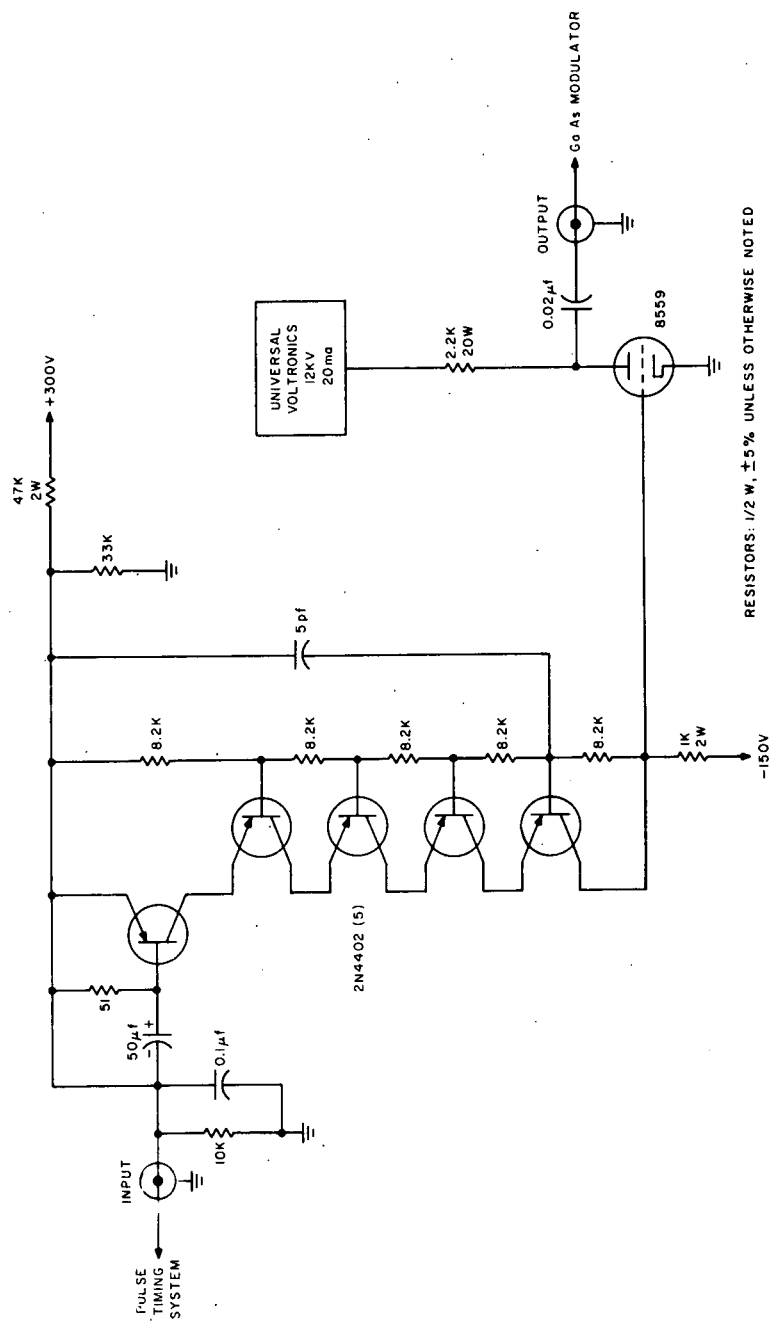 PULSE
TIMING
SYSTEM
INPUT
10K
0.1µf
50µf
-
+
51
2N4402 (5)
8.2K
8.2K
8.2K
8.2K
8.2K
1K
2W
-150V
5pf
33K
47K
2W
+300V
UNIVERSAL
VOLTRONICS
12KV
20ma
2.2K
20W
0.02µf
OUTPUT
Ga As MODULATOR
8559
RESISTORS: 1/2 W, ±5% UNLESS OTHERWISE NOTED